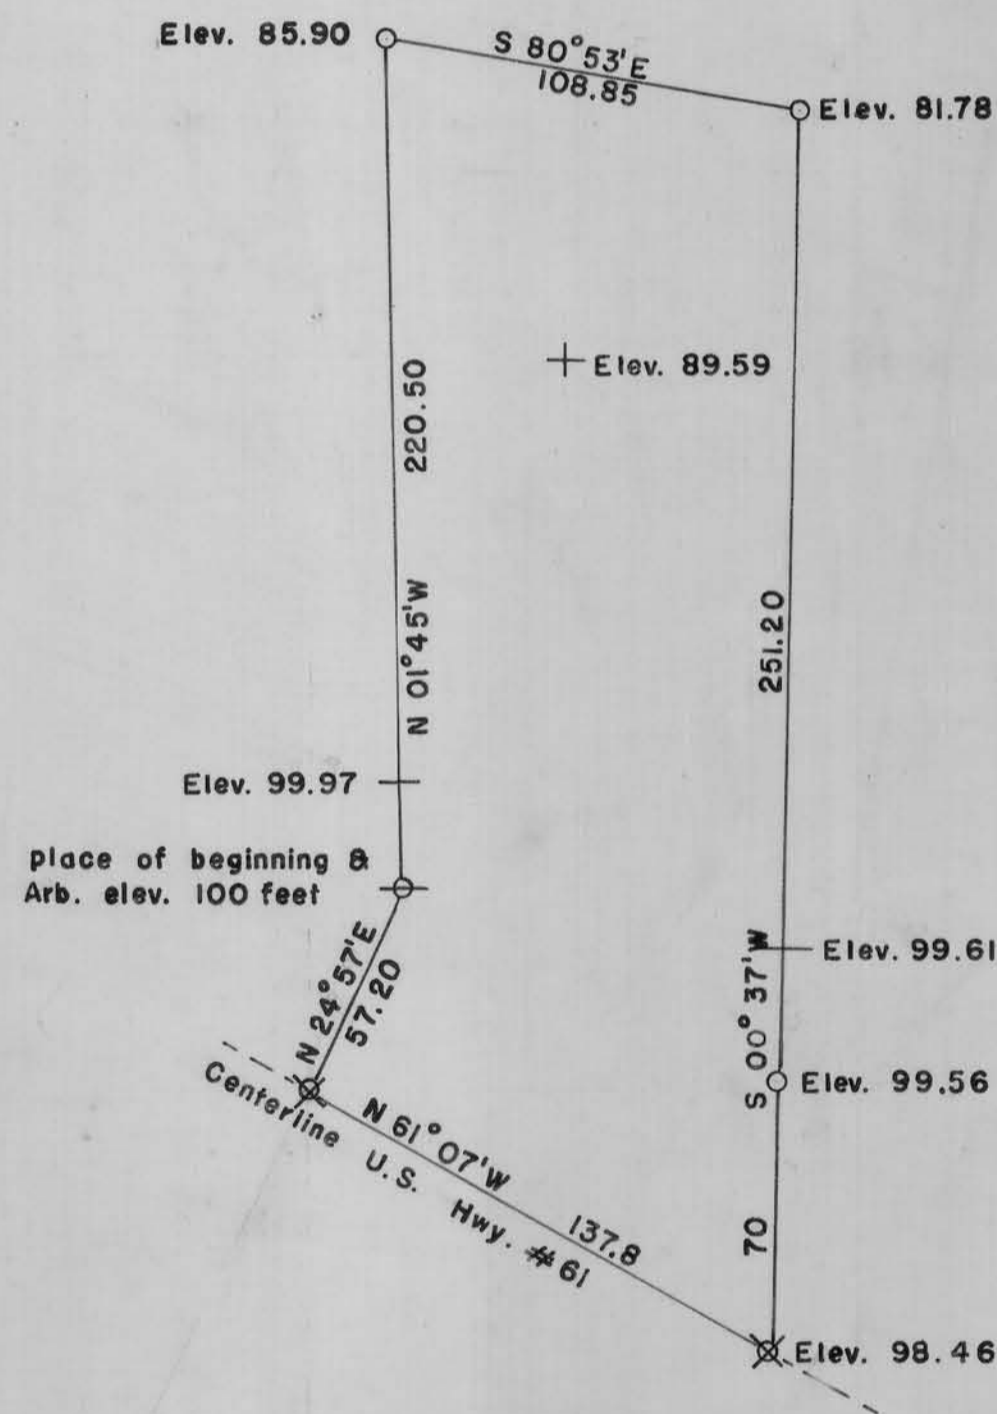 Elev. 85.90
S 80°53'E
108.85
Elev. 81.78
Elev. 89.59
220.50
N 01°45'W
251.20
Elev. 99.97
place of beginning &
Arb. elev. 100 feet
S 00°37'W
Elev. 99.61
N 24°57'E
57.20
Elev. 99.56
Centerline U.S. Hwy. #61
N 61°07'W
137.8
70
Elev. 98.46